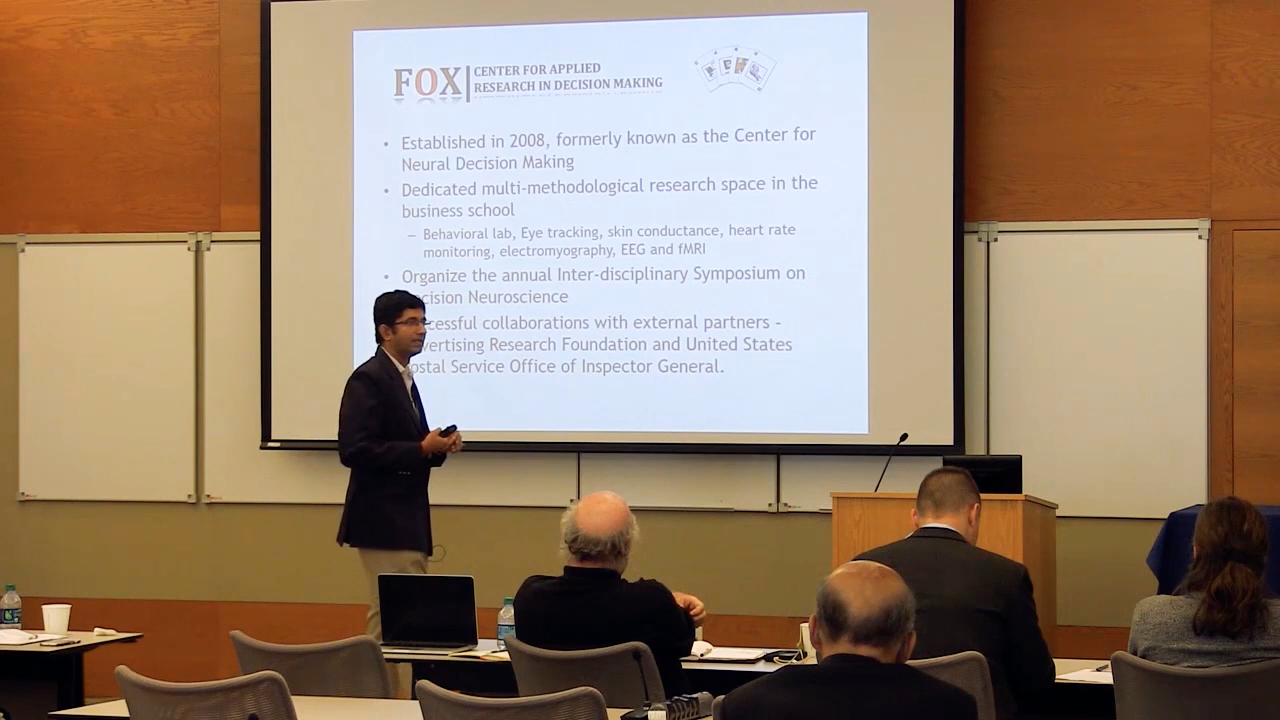 FOX
CENTER FOR APPLIED
RESEARCH IN DECISION MAKING
• Established in 2008, formerly known as the Center for
Neural Decision Making
• Dedicated multi-methodological research space in the
business school
– Behavioral lab, Eye tracking, skin conductance, heart rate
monitoring, electromyography, EEG and fMRI
• Organize the annual Inter-disciplinary Symposium on
cision Neuroscience
cessful collaborations with external partners -
vertising Research Foundation and United States
ostal Service Office of Inspector General.